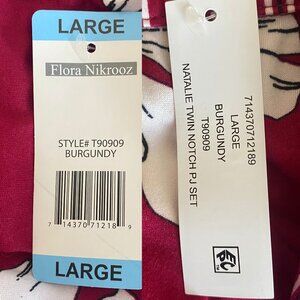 LARGE
Flora Nikrooz
STYLE# T90909
BURGUNDY
7 14370 71218 9
LARGE
714370712189
LARGE
BURGUNDY
T90909
NATALIE TWIN NOTCH PJ SET
EPC